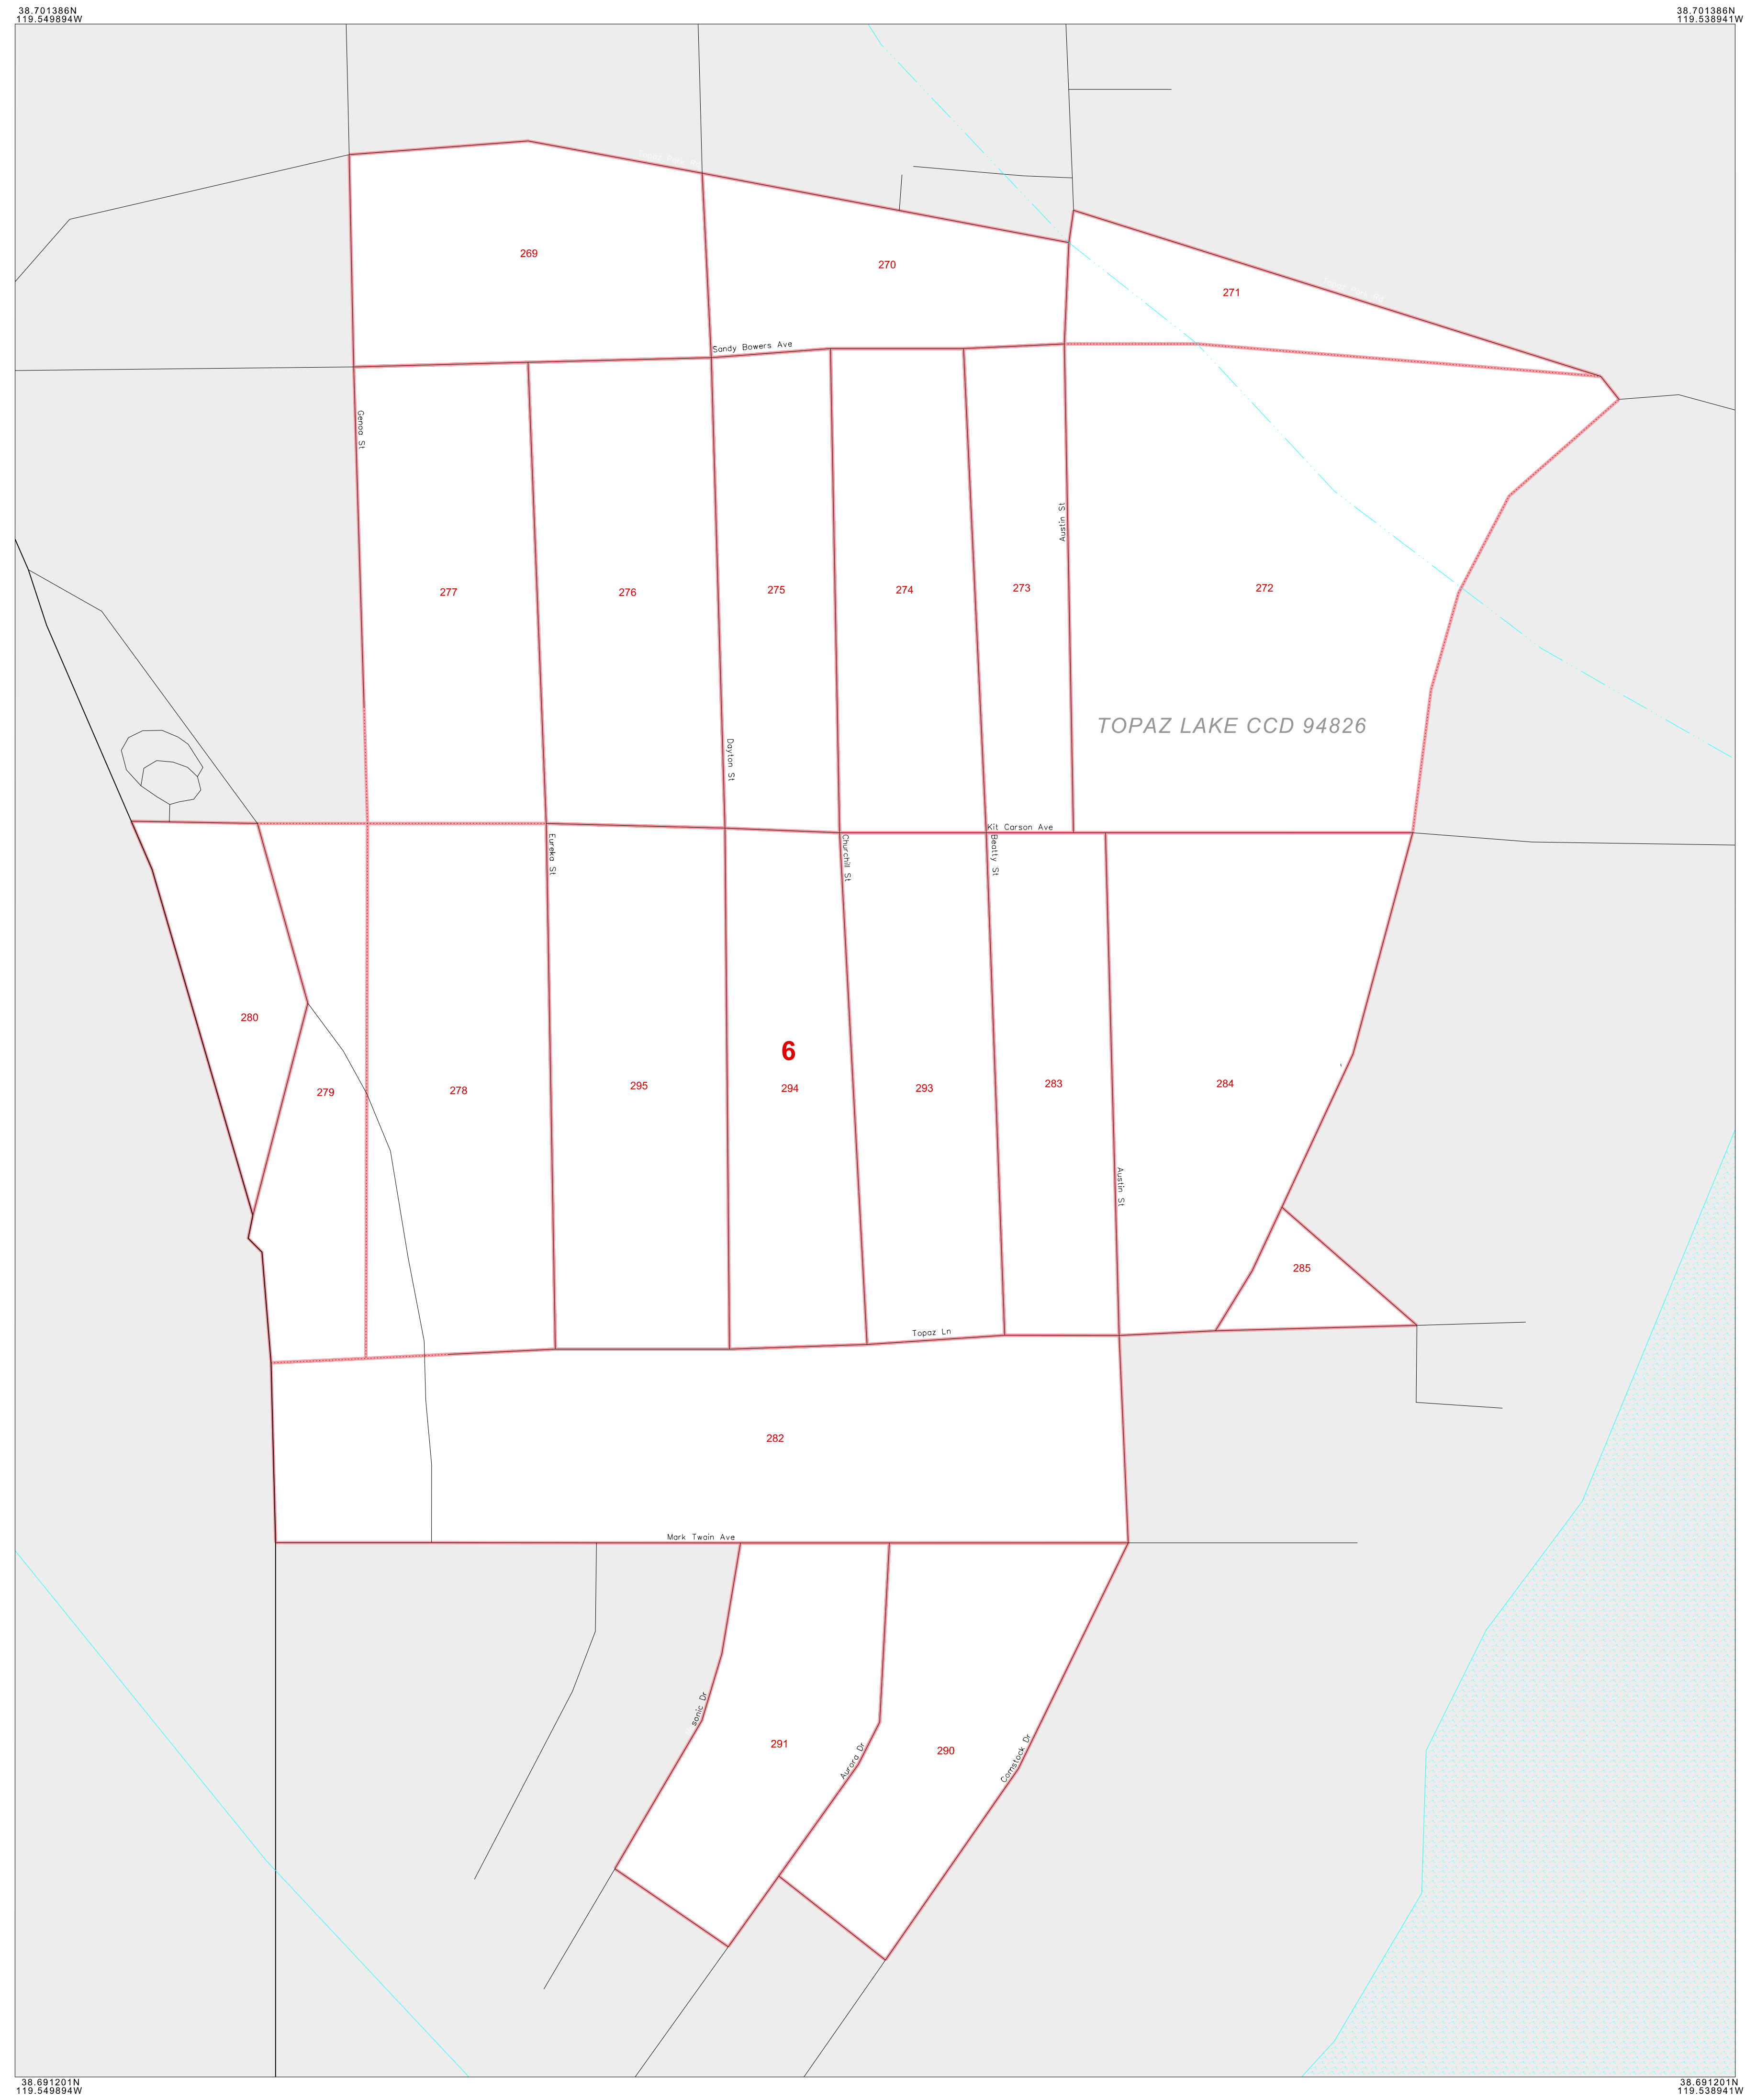 38.701386N
119.549894W
38.701386N
119.538941W
269
270
271
Sandy Bowers Ave
Genoa St
Austin St
277
276
275
274
273
272
TOPAZ LAKE CCD 94826
Dayton St
Kit Carson Ave
Eureka St
Churchill St
Beatty St
280
6
279
278
295
294
293
283
284
Austin St
285
Topaz Ln
282
Mark Twain Ave
sonic Dr
291
Aurora Dr
290
Comstock Dr
38.691201N
119.549894W
38.691201N
119.538941W